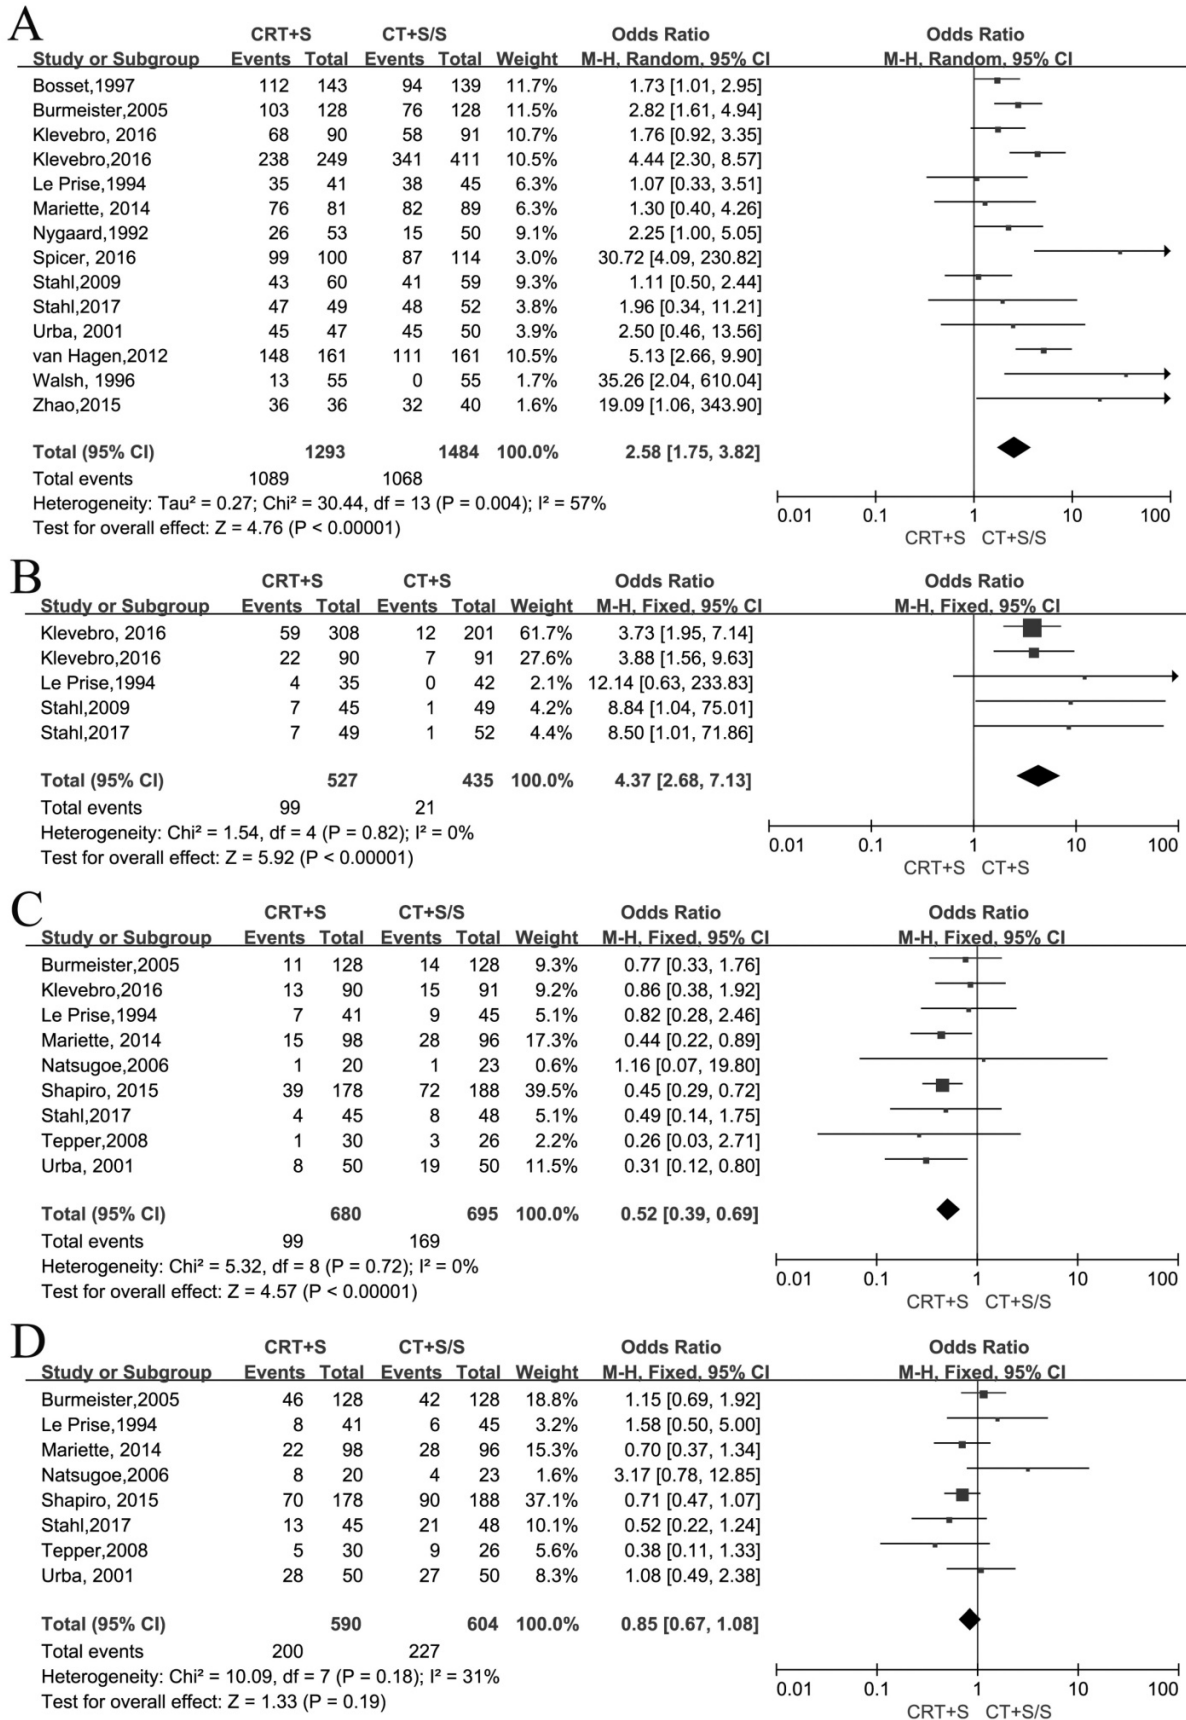 A
CRT+S CT+S/S Odds Ratio Odds Ratio
Study or Subgroup Events Total Events Total Weight M-H, Random, 95% CI M-H, Random, 95% CI
Bosset,1997 112 143 94 139 11.7% 1.73 [1.01, 2.95]
Burmeister,2005 103 128 76 128 11.5% 2.82 [1.61, 4.94]
Klevebro, 2016 68 90 58 91 10.7% 1.76 [0.92, 3.35]
Klevebro,2016 238 249 341 411 10.5% 4.44 [2.30, 8.57]
Le Prise,1994 35 41 38 45 6.3% 1.07 [0.33, 3.51]
Mariette, 2014 76 81 82 89 6.3% 1.30 [0.40, 4.26]
Nygaard,1992 26 53 15 50 9.1% 2.25 [1.00, 5.05]
Spicer, 2016 99 100 87 114 3.0% 30.72 [4.09, 230.82]
Stahl,2009 43 60 41 59 9.3% 1.11 [0.50, 2.44]
Stahl,2017 47 49 48 52 3.8% 1.96 [0.34, 11.21]
Urba, 2001 45 47 45 50 3.9% 2.50 [0.46, 13.56]
van Hagen,2012 148 161 111 161 10.5% 5.13 [2.66, 9.90]
Walsh, 1996 13 55 0 55 1.7% 35.26 [2.04, 610.04]
Zhao,2015 36 36 32 40 1.6% 19.09 [1.06, 343.90]
Total (95% CI) 1293 1484 100.0% 2.58 [1.75, 3.82]
Total events 1089 1068
Heterogeneity: Tau² = 0.27; Chi² = 30.44, df = 13 (P = 0.004); I² = 57%
Test for overall effect: Z = 4.76 (P < 0.00001)
0.01 0.1 1 10 100
CRT+S CT+S/S
B
CRT+S CT+S Odds Ratio Odds Ratio
Study or Subgroup Events Total Events Total Weight M-H, Fixed, 95% CI M-H, Fixed, 95% CI
Klevebro, 2016 59 308 12 201 61.7% 3.73 [1.95, 7.14]
Klevebro,2016 22 90 7 91 27.6% 3.88 [1.56, 9.63]
Le Prise,1994 4 35 0 42 2.1% 12.14 [0.63, 233.83]
Stahl,2009 7 45 1 49 4.2% 8.84 [1.04, 75.01]
Stahl,2017 7 49 1 52 4.4% 8.50 [1.01, 71.86]
Total (95% CI) 527 435 100.0% 4.37 [2.68, 7.13]
Total events 99 21
Heterogeneity: Chi² = 1.54, df = 4 (P = 0.82); I² = 0%
Test for overall effect: Z = 5.92 (P < 0.00001)
0.01 0.1 1 10 100
CRT+S CT+S
C
CRT+S CT+S/S Odds Ratio Odds Ratio
Study or Subgroup Events Total Events Total Weight M-H, Fixed, 95% CI M-H, Fixed, 95% CI
Burmeister,2005 11 128 14 128 9.3% 0.77 [0.33, 1.76]
Klevebro,2016 13 90 15 91 9.2% 0.86 [0.38, 1.92]
Le Prise,1994 7 41 9 45 5.1% 0.82 [0.28, 2.46]
Mariette, 2014 15 98 28 96 17.3% 0.44 [0.22, 0.89]
Natsugoe,2006 1 20 1 23 0.6% 1.16 [0.07, 19.80]
Shapiro, 2015 39 178 72 188 39.5% 0.45 [0.29, 0.72]
Stahl,2017 4 45 8 48 5.1% 0.49 [0.14, 1.75]
Tepper,2008 1 30 3 26 2.2% 0.26 [0.03, 2.71]
Urba, 2001 8 50 19 50 11.5% 0.31 [0.12, 0.80]
Total (95% CI) 680 695 100.0% 0.52 [0.39, 0.69]
Total events 99 169
Heterogeneity: Chi² = 5.32, df = 8 (P = 0.72); I² = 0%
Test for overall effect: Z = 4.57 (P < 0.00001)
0.01 0.1 1 10 100
CRT+S CT+S/S
D
CRT+S CT+S/S Odds Ratio Odds Ratio
Study or Subgroup Events Total Events Total Weight M-H, Fixed, 95% CI M-H, Fixed, 95% CI
Burmeister,2005 46 128 42 128 18.8% 1.15 [0.69, 1.92]
Le Prise,1994 8 41 6 45 3.2% 1.58 [0.50, 5.00]
Mariette, 2014 22 98 28 96 15.3% 0.70 [0.37, 1.34]
Natsugoe,2006 8 20 4 23 1.6% 3.17 [0.78, 12.85]
Shapiro, 2015 70 178 90 188 37.1% 0.71 [0.47, 1.07]
Stahl,2017 13 45 21 48 10.1% 0.52 [0.22, 1.24]
Tepper,2008 5 30 9 26 5.6% 0.38 [0.11, 1.33]
Urba, 2001 28 50 27 50 8.3% 1.08 [0.49, 2.38]
Total (95% CI) 590 604 100.0% 0.85 [0.67, 1.08]
Total events 200 227
Heterogeneity: Chi² = 10.09, df = 7 (P = 0.18); I² = 31%
Test for overall effect: Z = 1.33 (P = 0.19)
0.01 0.1 1 10 100
CRT+S CT+S/S